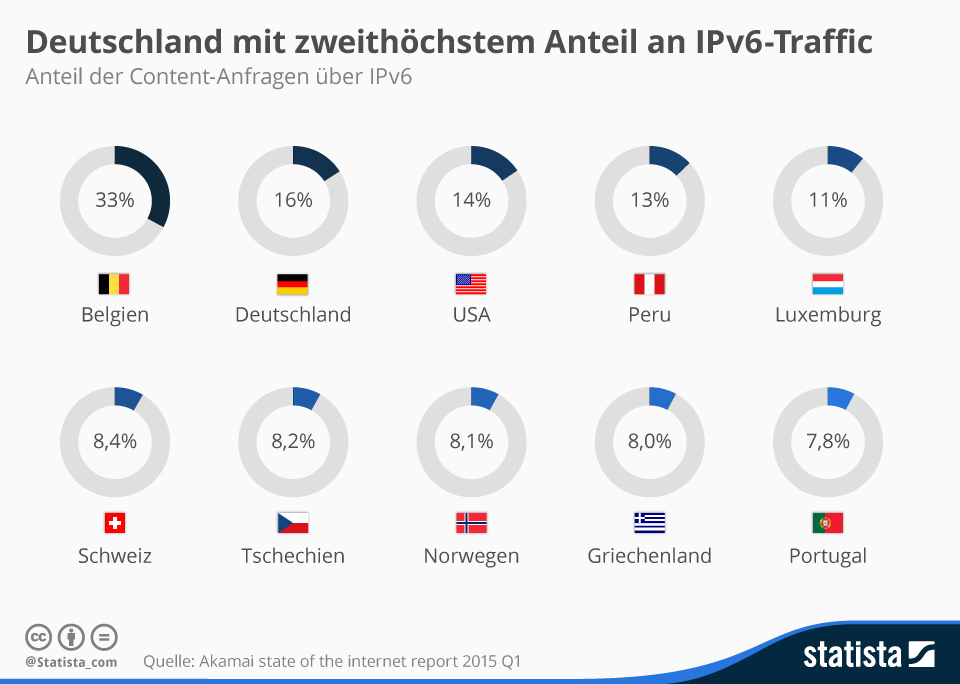 Deutschland mit zweithöchstem Anteil an IPv6-Traffic
Anteil der Content-Anfragen über IPv6
33% 16% 14% 13% 11%
Belgien Deutschland USA Peru Luxemburg
8,4% 8,2% 8,1% 8,0% 7,8%
Schweiz Tschechien Norwegen Griechenland Portugal
cc
@Statista_com Quelle: Akamai state of the internet report 2015 Q1
statista